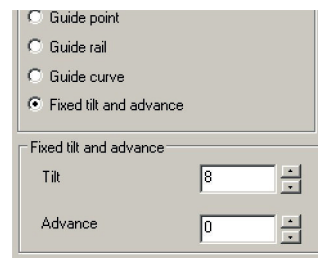 Guide point
Guide rail
Guide curve
Fixed tilt and advance
Fixed tilt and advance
Tilt 8
Advance 0